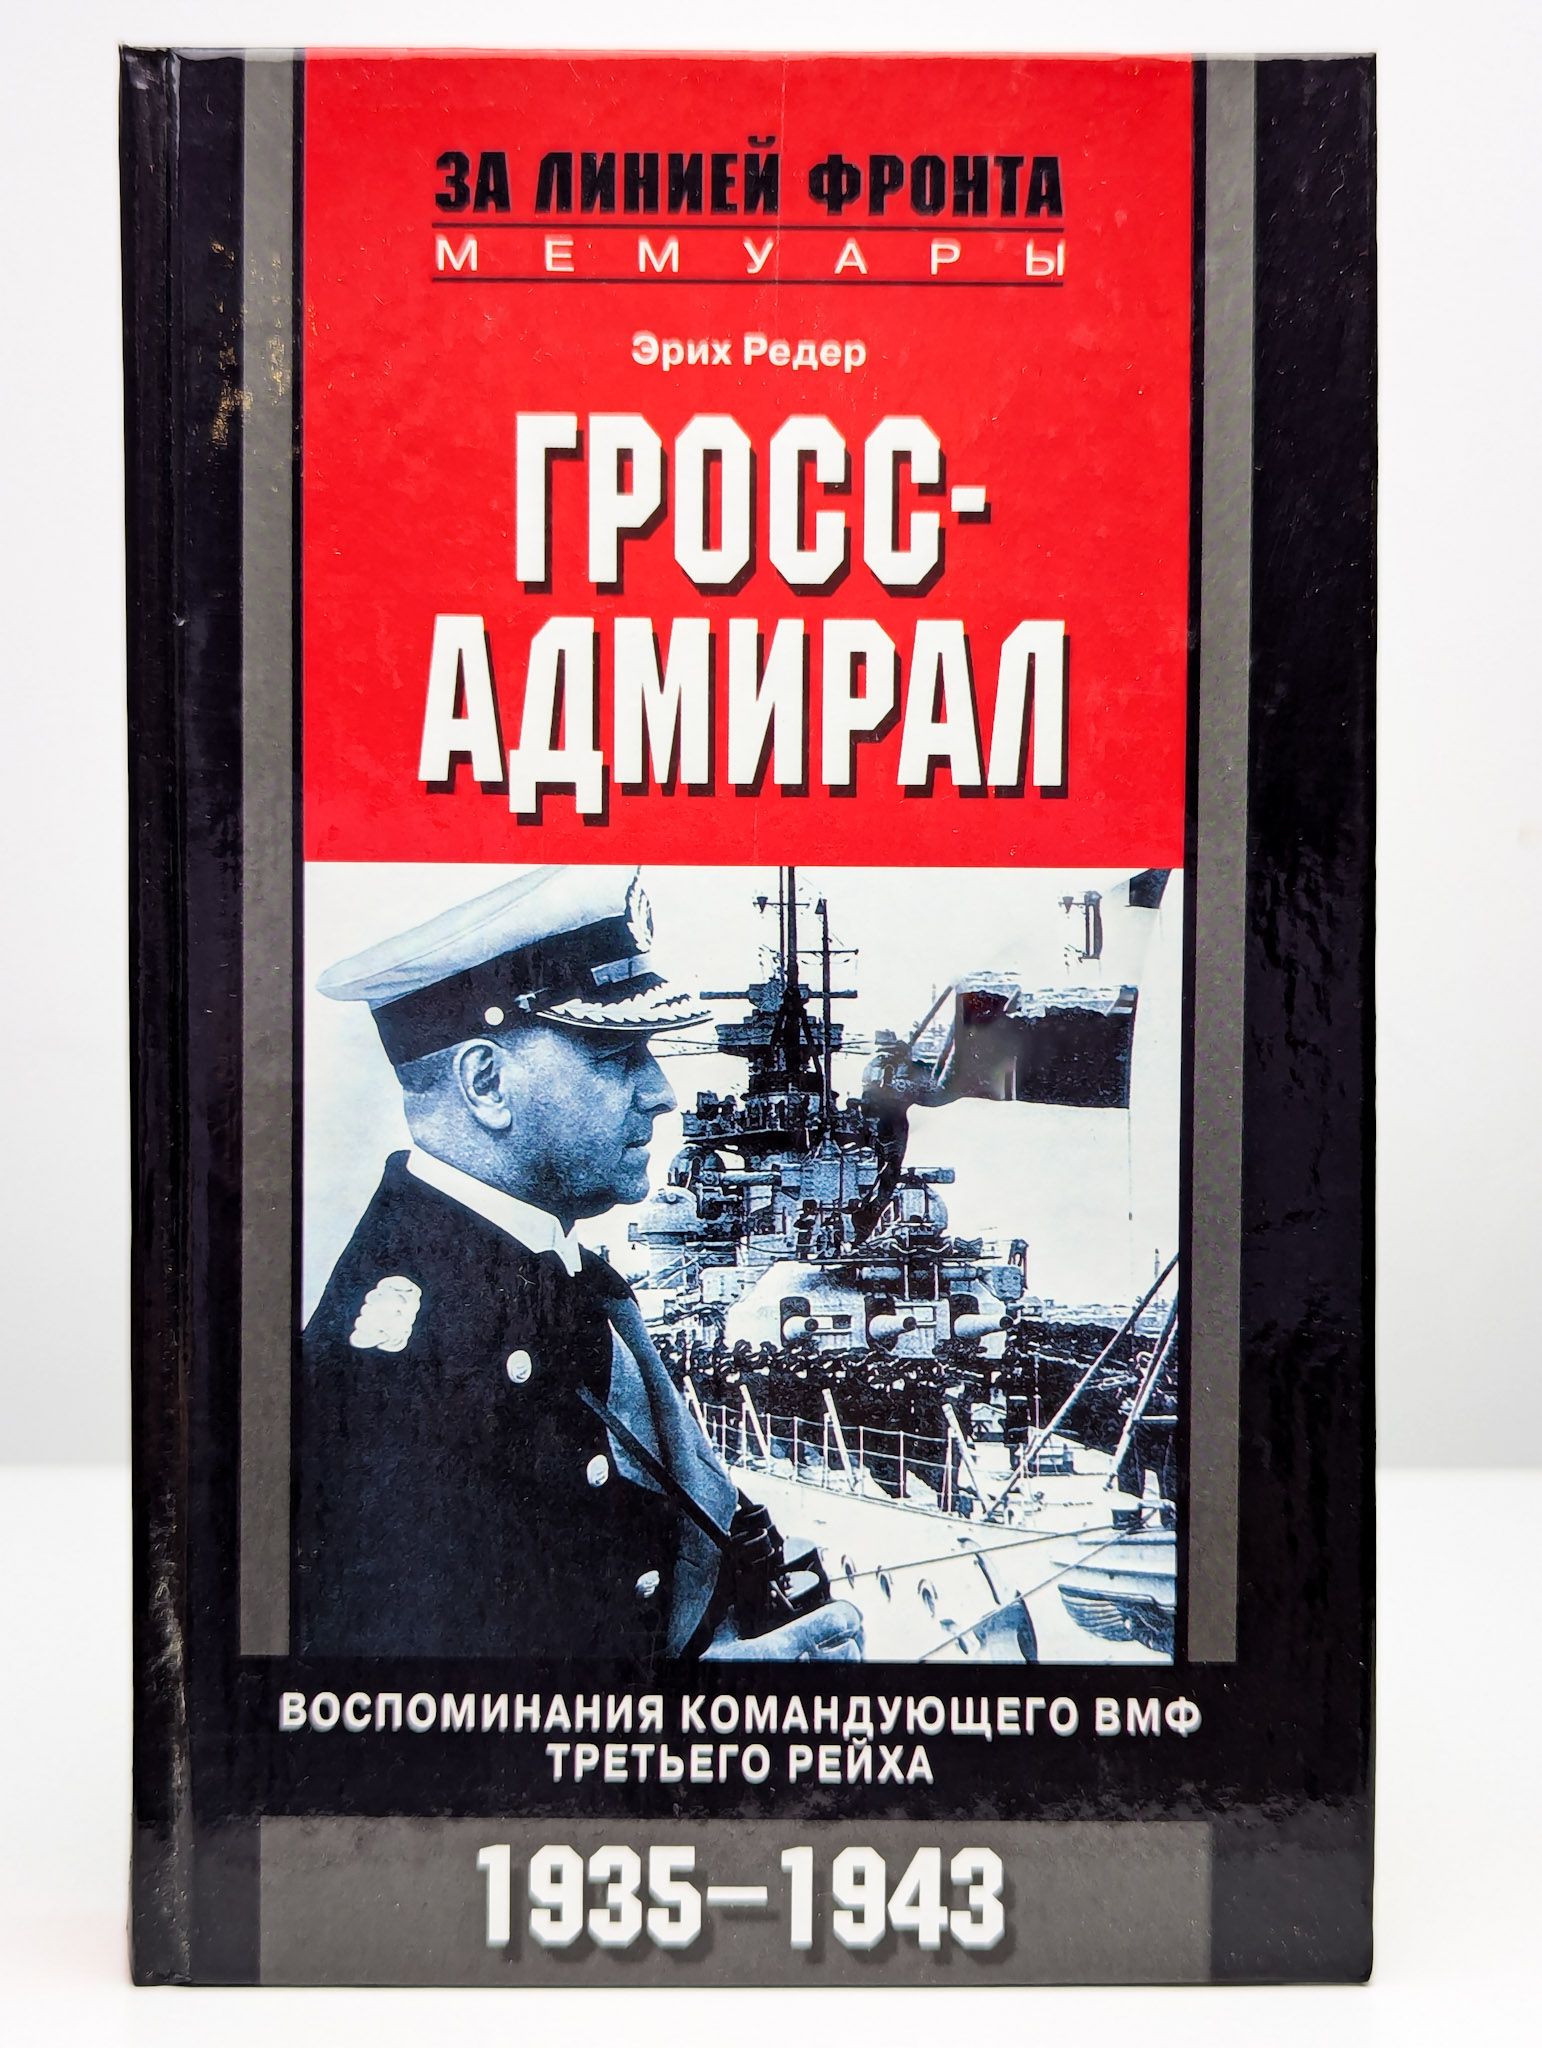 ЗА ЛИНИЕЙ ФРОНТА
МЕМУАРЫ
Эрих Редер
ГРОСС-
АДМИРАЛ
ВОСПОМИНАНИЯ КОМАНДУЮЩЕГО ВМФ
ТРЕТЬЕГО РЕЙХА
1935–1943